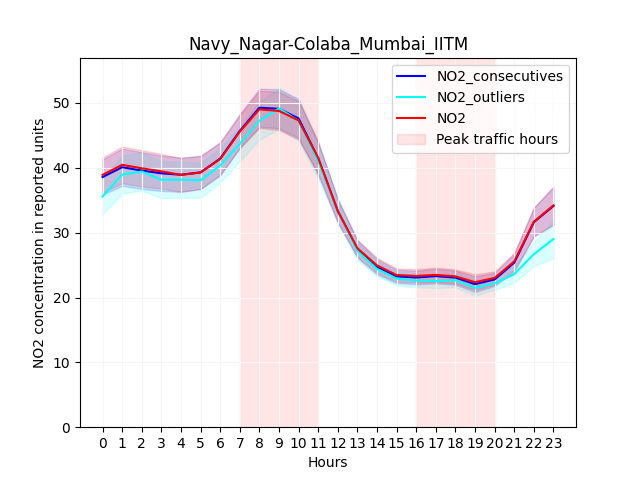 Navy_Nagar-Colaba_Mumbai_IITM
NO2 concentration in reported units
50
40
30
20
10
0
NO2_consecutives
NO2_outliers
NO2
Peak traffic hours
0 1 2 3 4 5 6 7 8 9 10 11 12 13 14 15 16 17 18 19 20 21 22 23
Hours